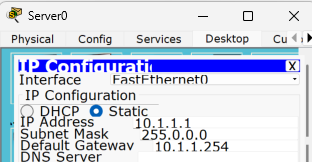 Server0
Physical Config Services Desktop Cu
IP Configurati X
Interface FastEthernet0
IP Configuration
DHCP Static
IP Address 10.1.1.1
Subnet Mask 255.0.0.0
Default Gateway 10.1.1.254
DNS Server